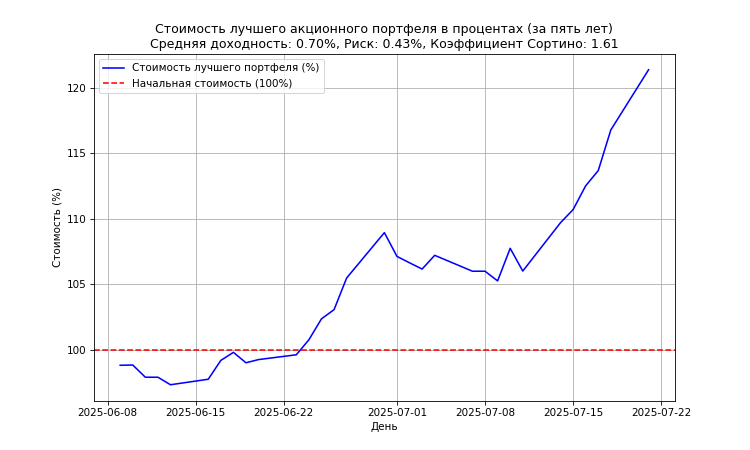 Стоимость лучшего акционного портфеля в процентах (за пять лет)
Средняя доходность: 0.70%, Риск: 0.43%, Коэффициент Сортино: 1.61
Стоимость лучшего портфеля (%)
Начальная стоимость (100%)
Стоимость (%)
120
115
110
105
100
2025-06-08 2025-06-15 2025-06-22 2025-07-01 2025-07-08 2025-07-15 2025-07-22
День